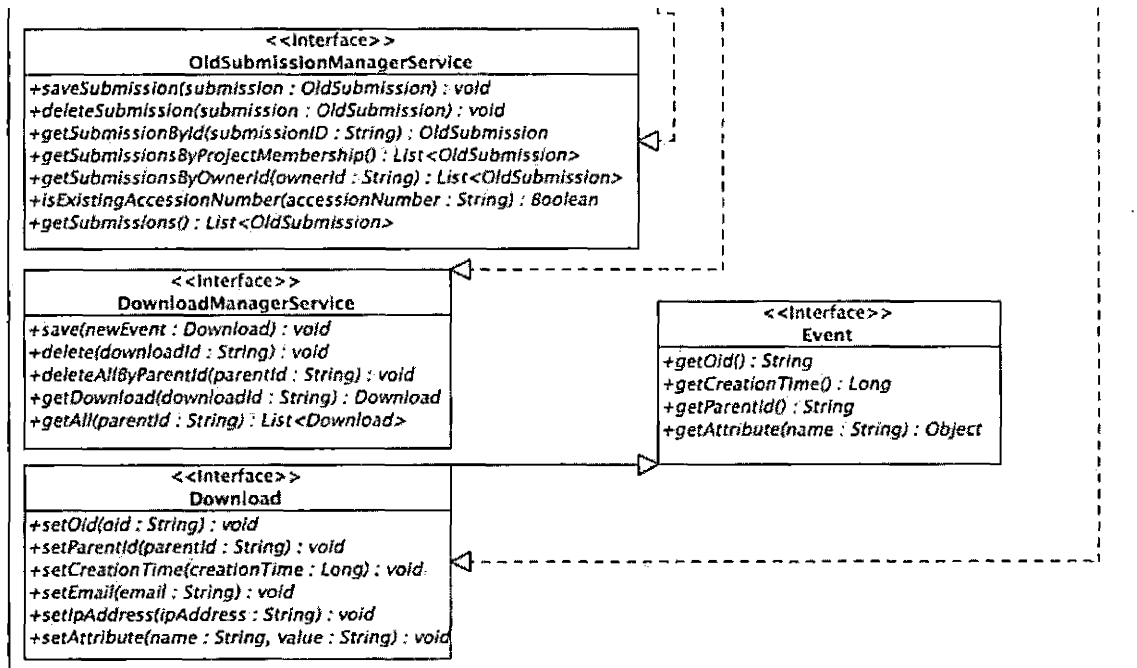 <<Interface>>
OldSubmissionManagerService
+saveSubmission(submission : OldSubmission) : void
+deleteSubmission(submission : OldSubmission) : void
+getSubmissionById(submissionID : String) : OldSubmission
+getSubmissionsByProjectMembership() : List<OldSubmission>
+getSubmissionsByOwnerId(ownerId : String) : List<OldSubmission>
+isExistingAccessionNumber(accessionNumber : String) : Boolean
+getSubmissions() : List<OldSubmission>
<<Interface>>
DownloadManagerService
+save(newEvent : Download) : void
+delete(downloadId : String) : void
+deleteAllByParentId(parentId : String) : void
+getDownload(downloadId : String) : Download
+getAll(parentId : String) : List<Download>
<<Interface>>
Event
+getOid() : String
+getCreationTime() : Long
+getParentId() : String
+getAttribute(name : String) : Object
<<Interface>>
Download
+setOid(oid : String) : void
+setParentId(parentId : String) : void
+setCreationTime(creationTime : Long) : void
+setEmail(email : String) : void
+setIpAddress(ipAddress : String) : void
+setAttribute(name : String, value : String) : void